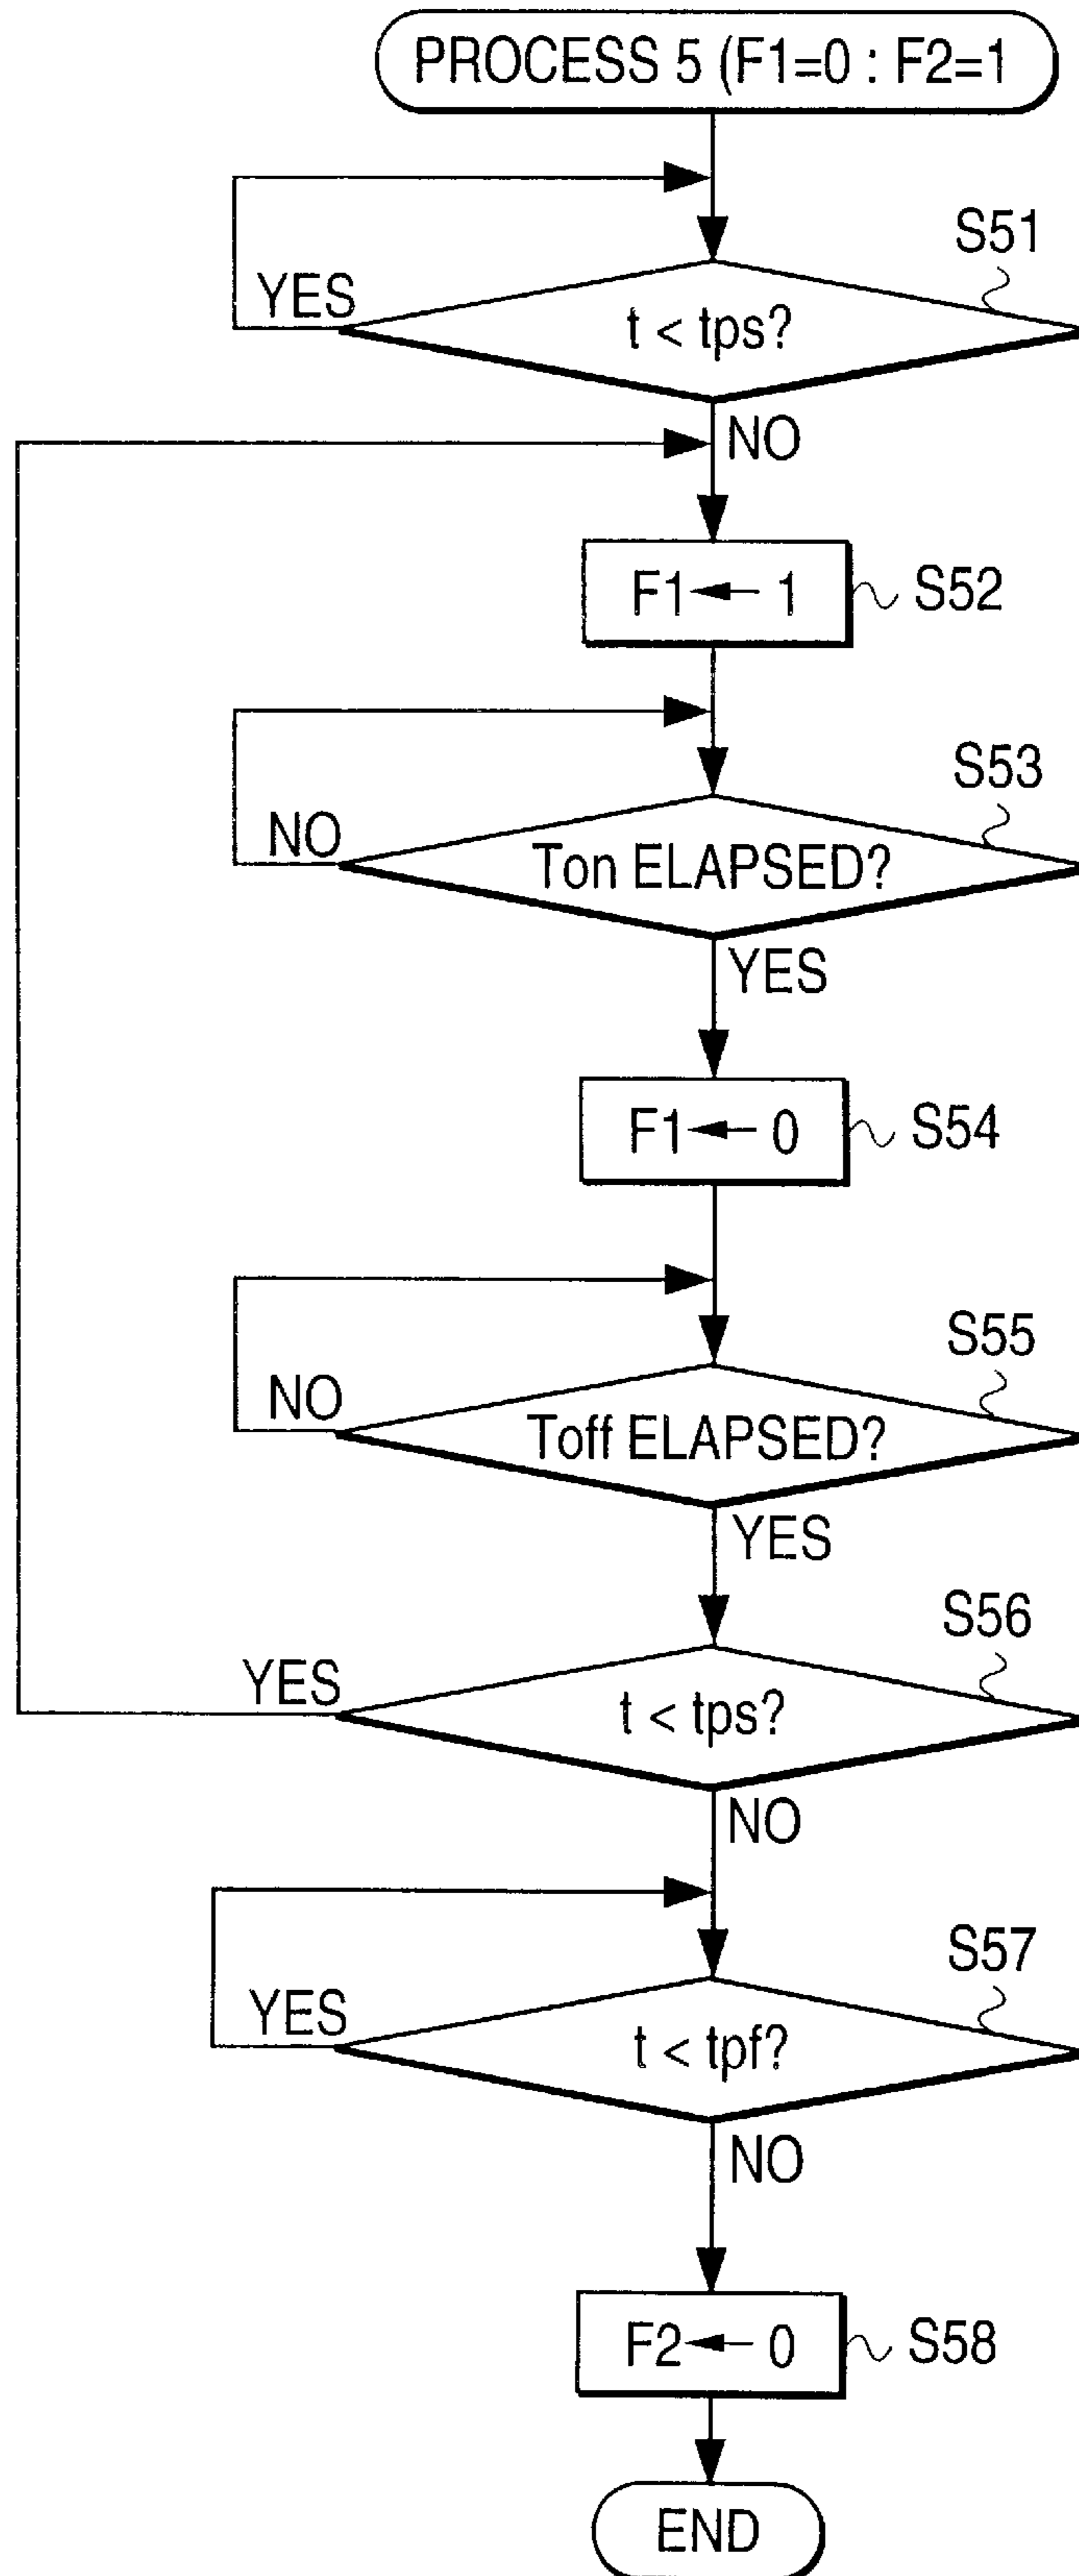 PROCESS 5 (F1=0 : F2=1
S51
YES
t < tps?
NO
F1 ← 1
S52
S53
NO
Ton ELAPSED?
YES
F1 ← 0
S54
S55
NO
Toff ELAPSED?
YES
S56
YES
t < tps?
NO
S57
YES
t < tpf?
NO
F2 ← 0
S58
END